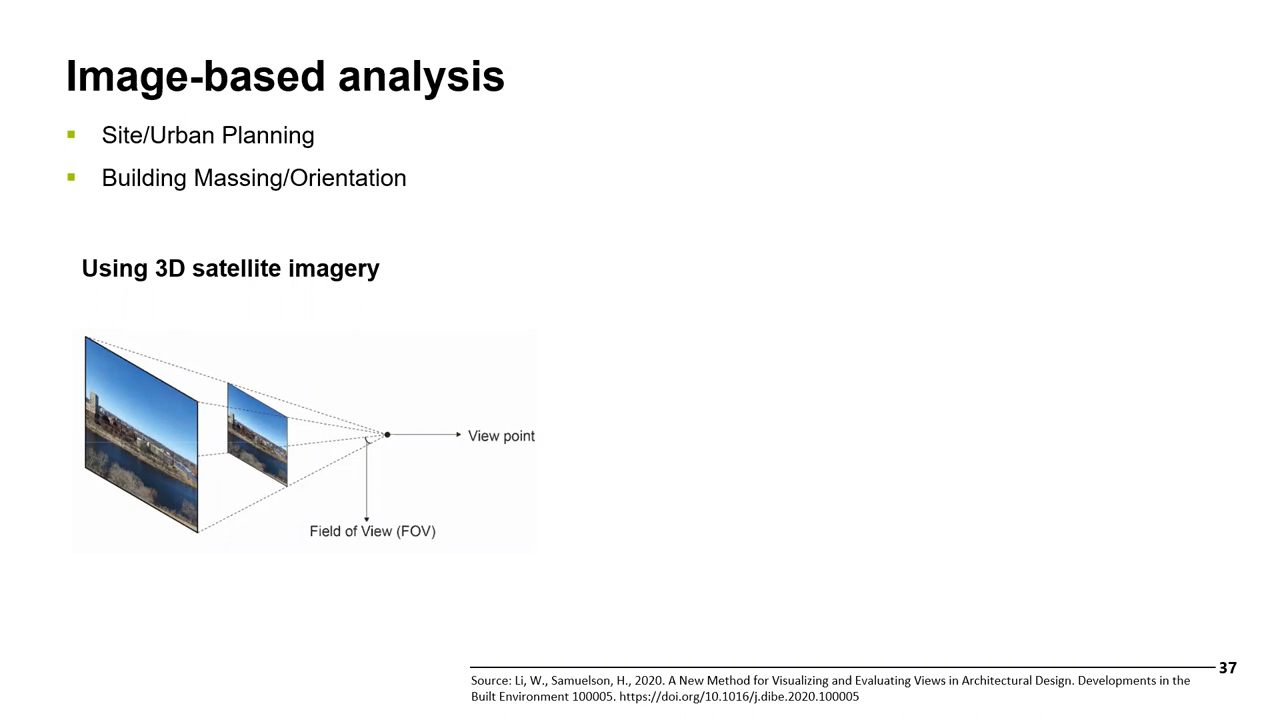 Image-based analysis
Site/Urban Planning
Building Massing/Orientation
Using 3D satellite imagery
View point
Field of View (FOV)
37
Source: Li, W., Samuelson, H., 2020. A New Method for Visualizing and Evaluating Views in Architectural Design. Developments in the
Built Environment 100005. https://doi.org/10.1016/j.dibe.2020.100005